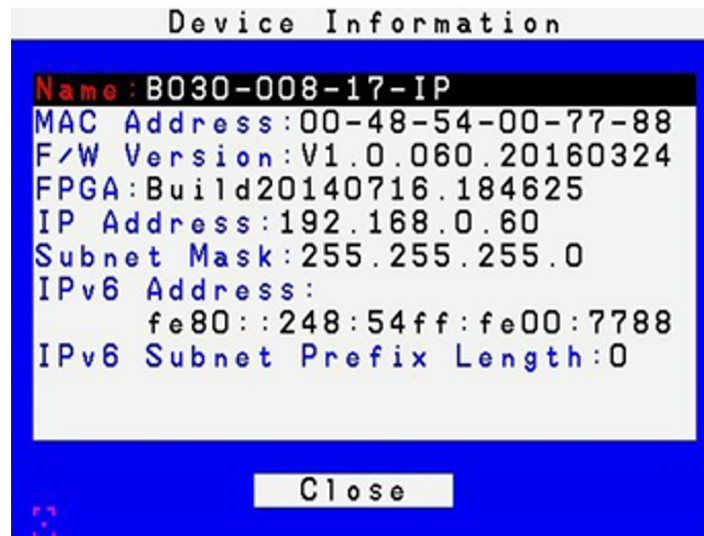 Device Information
Name:B030-008-17-IP
MAC Address:00-48-54-00-77-88
F/W Version:V1.0.060.20160324
FPGA:Build20140716.184625
IP Address:192.168.0.60
Subnet Mask:255.255.255.0
IPv6 Address:
fe80::248:54ff:fe00:7788
IPv6 Subnet Prefix Length:0
Close